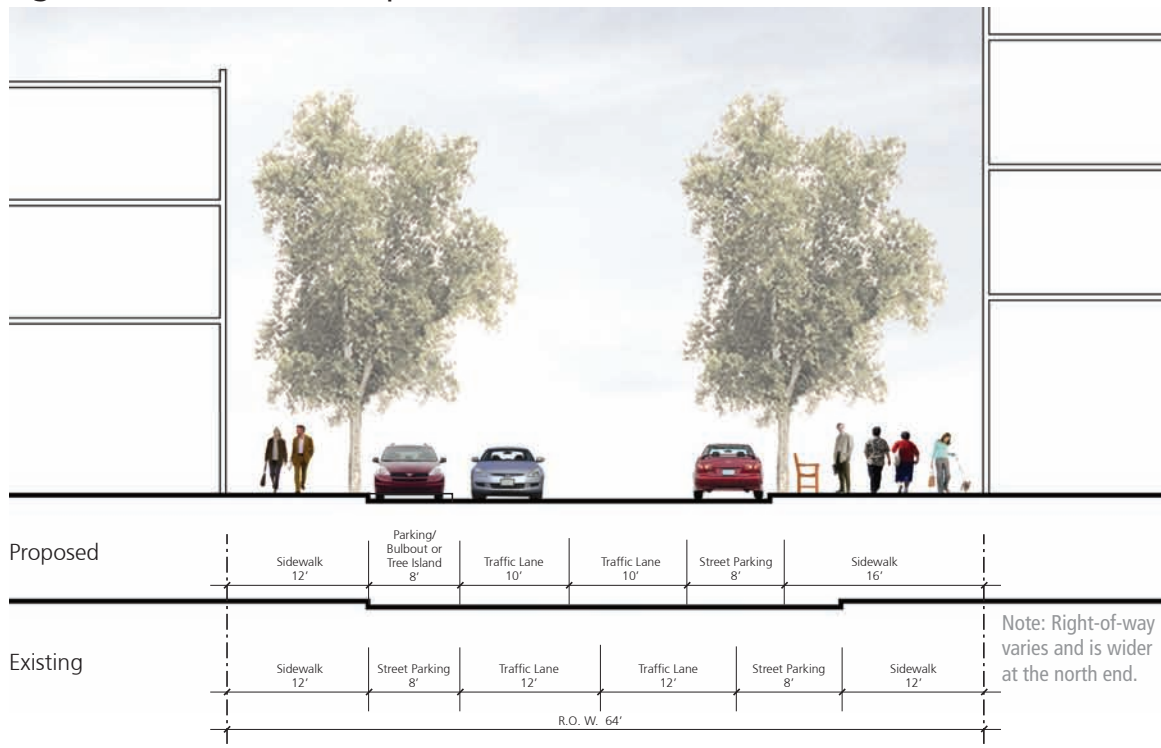 Proposed
Sidewalk
12'
Parking/
Bulbout or
Tree Island
8'
Traffic Lane
10'
Traffic Lane
10'
Street Parking
8'
Sidewalk
16'
Existing
Sidewalk
12'
Street Parking
8'
Traffic Lane
12'
Traffic Lane
12'
Street Parking
8'
Sidewalk
12'
R.O. W. 64'
Note: Right-of-way
varies and is wider
at the north end.